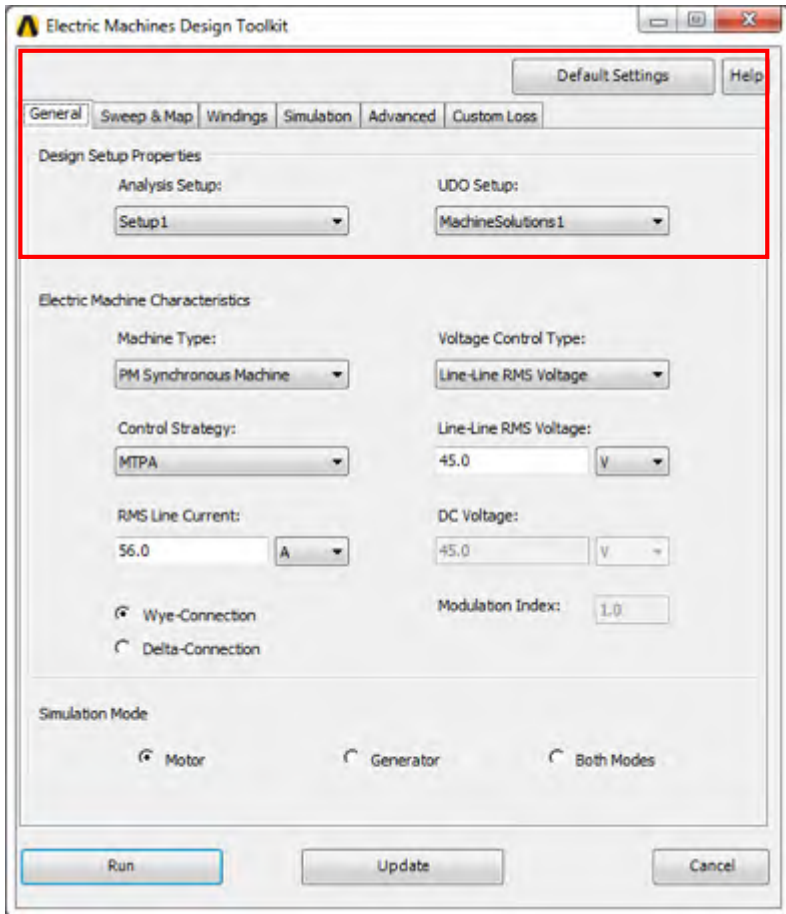 Electric Machines Design Toolkit
Default Settings Help
General Sweep & Map Windings Simulation Advanced Custom Loss
Design Setup Properties
Analysis Setup: UDO Setup:
Setup1 MachineSolutions1
Electric Machine Characteristics
Machine Type: Voltage Control Type:
PM Synchronous Machine Line-Line RMS Voltage
Control Strategy: Line-Line RMS Voltage:
MTPA 45.0 V
RMS Line Current: DC Voltage:
56.0 A 45.0 V
Wye-Connection Modulation Index: 1.0
Delta-Connection
Simulation Mode
Motor Generator Both Modes
Run Update Cancel